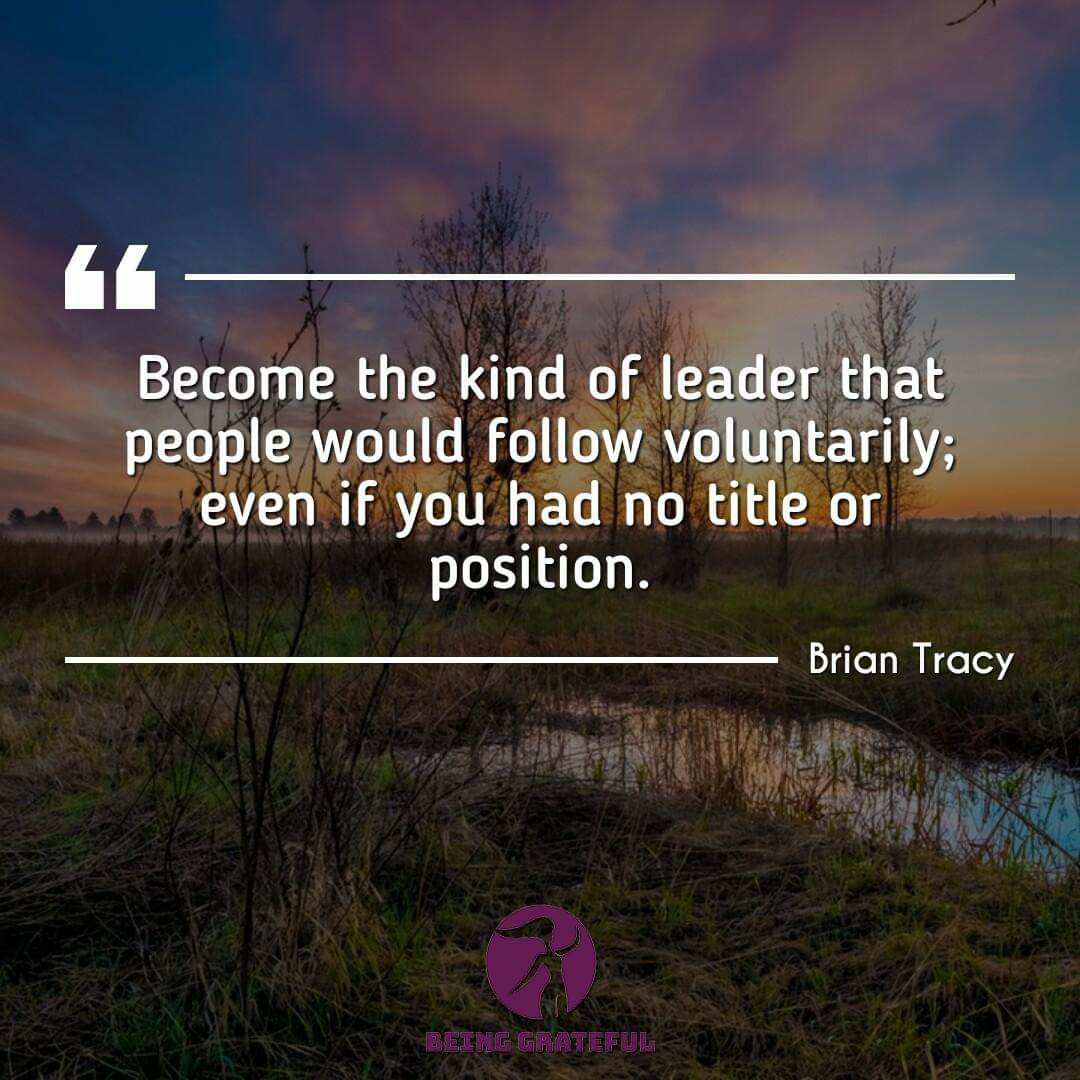 “
Become the kind of leader that
people would follow voluntarily;
even if you had no title or
position.
Brian Tracy
BEING GRATEFUL